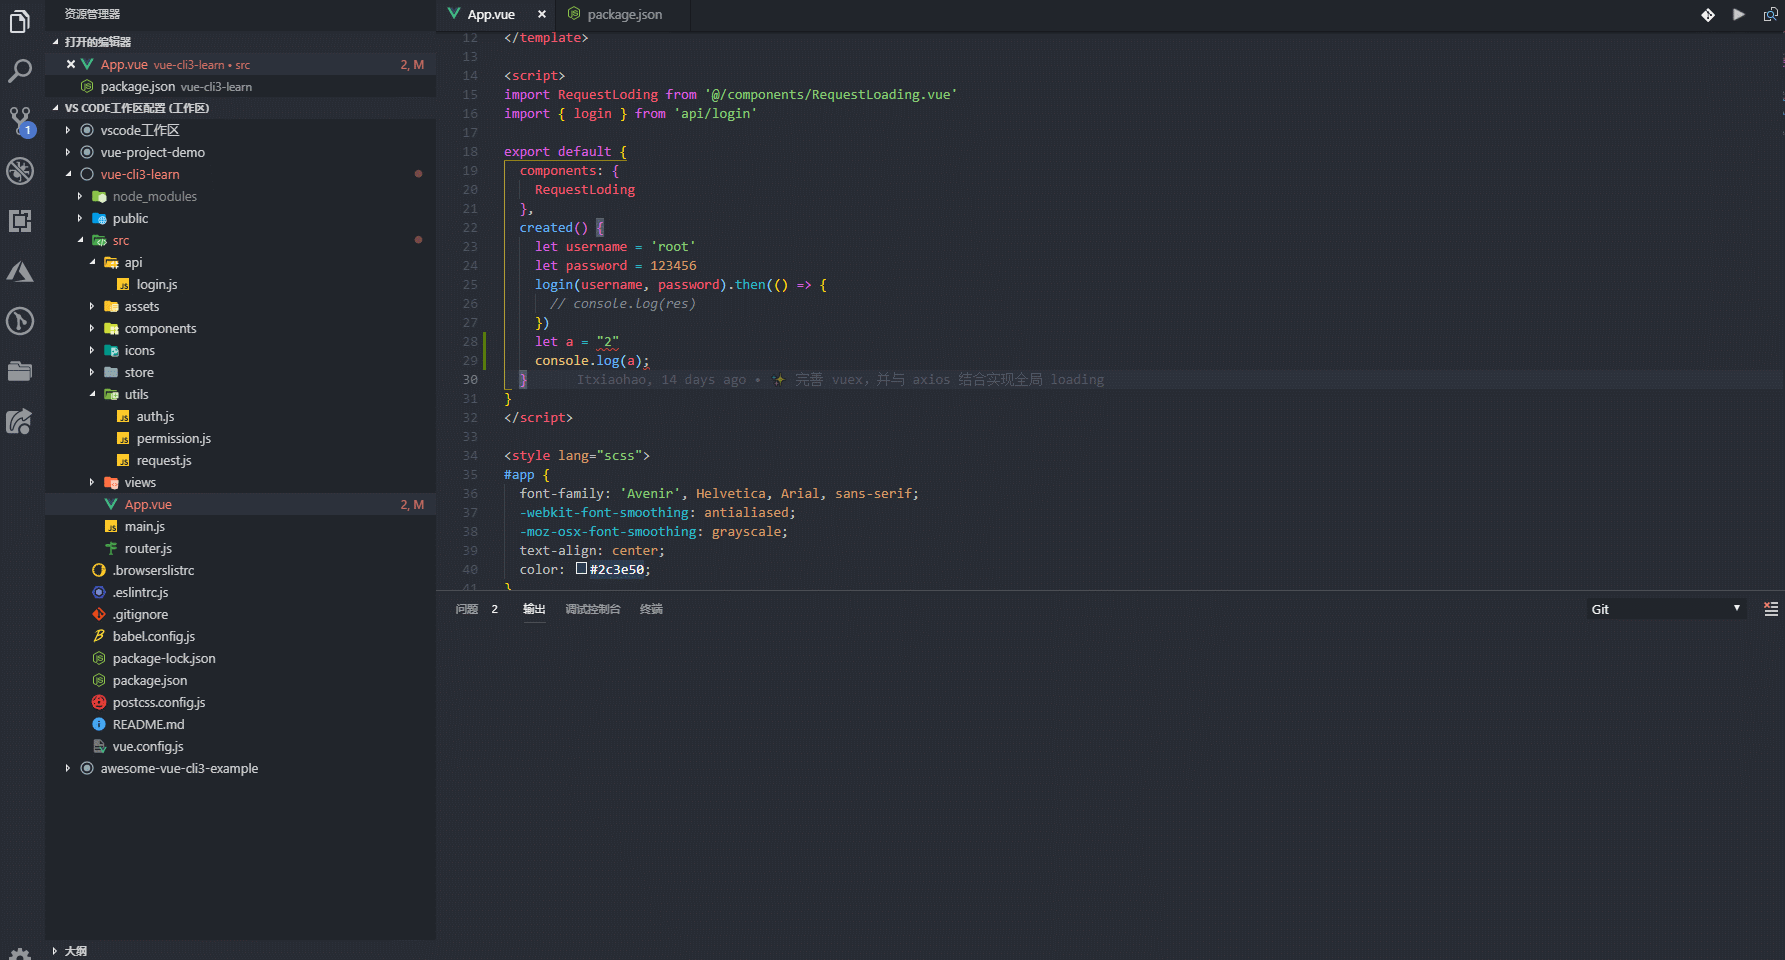 资源管理器
打开的编辑器
App.vue vue-cli3-learn • src 2, M
package.json vue-cli3-learn
VS CODE工作区配置 (工作区)
vscode工作区
vue-project-demo
vue-cli3-learn
node_modules
public
src
api
login.js
assets
components
icons
store
utils
auth.js
permission.js
request.js
views
App.vue 2, M
main.js
router.js
.browserslistrc
.eslintrc.js
.gitignore
babel.config.js
package-lock.json
package.json
postcss.config.js
README.md
vue.config.js
awesome-vue-cli3-example
大纲
1
App.vue package.json
12 </template>
13
14 <script>
15 import RequestLoding from '@/components/RequestLoading.vue'
16 import { login } from 'api/login'
17
18 export default {
19 components: {
20 RequestLoding
21 },
22 created() {
23 let username = 'root'
24 let password = 123456
25 login(username, password).then(() => {
26 // console.log(res)
27 })
28 let a = "2"
29 console.log(a);
30 } Itxiaohao, 14 days ago • ✨ 完善 vuex，并与 axios 结合实现全局 loading
31 }
32 </script>
33
34 <style lang="scss">
35 #app {
36 font-family: 'Avenir', Helvetica, Arial, sans-serif;
37 -webkit-font-smoothing: antialiased;
38 -moz-osx-font-smoothing: grayscale;
39 text-align: center;
40 color: #2c3e50;
41 }
问题 2 输出 调试控制台 终端 Git